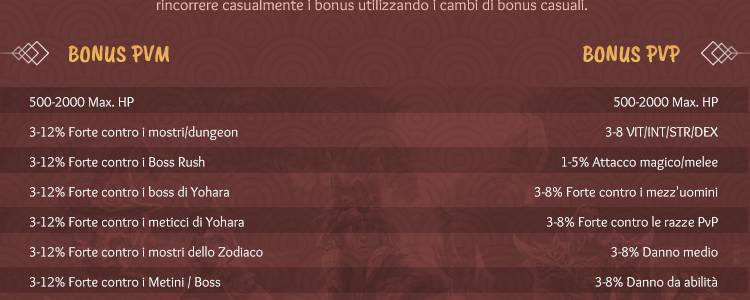 rincorrere casualmente i bonus utilizzando i cambi di bonus casuali.
BONUS PVM
BONUS PVP
500-2000 Max. HP
500-2000 Max. HP
3-12% Forte contro i mostri/dungeon
3-8 VIT/INT/STR/DEX
3-12% Forte contro i Boss Rush
1-5% Attacco magico/melee
3-12% Forte contro i boss di Yohara
3-8% Forte contro i mezz'uomini
3-12% Forte contro i meticci di Yohara
3-8% Forte contro le razze PvP
3-12% Forte contro i mostri dello Zodiaco
3-8% Danno medio
3-12% Forte contro i Metini / Boss
3-8% Danno da abilità